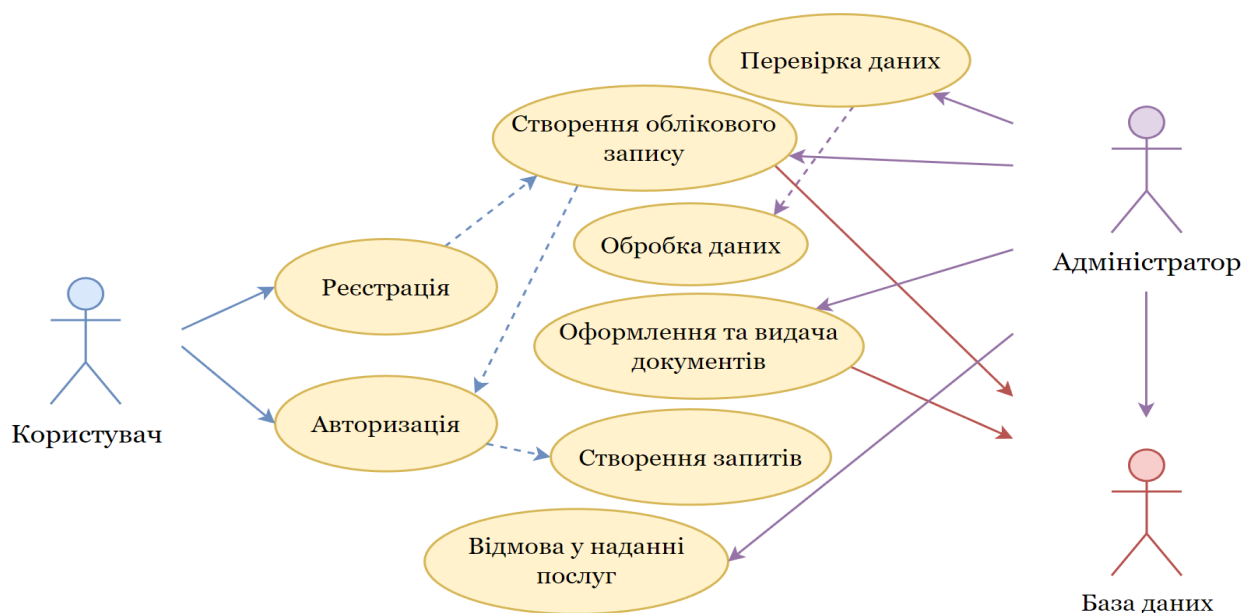 Перевірка даних
Створення облікового
запису
Обробка даних
Адміністратор
Реєстрація
Оформлення та видача
документів
Користувач
Авторизація
Створення запитів
Відмова у наданні
послуг
База даних